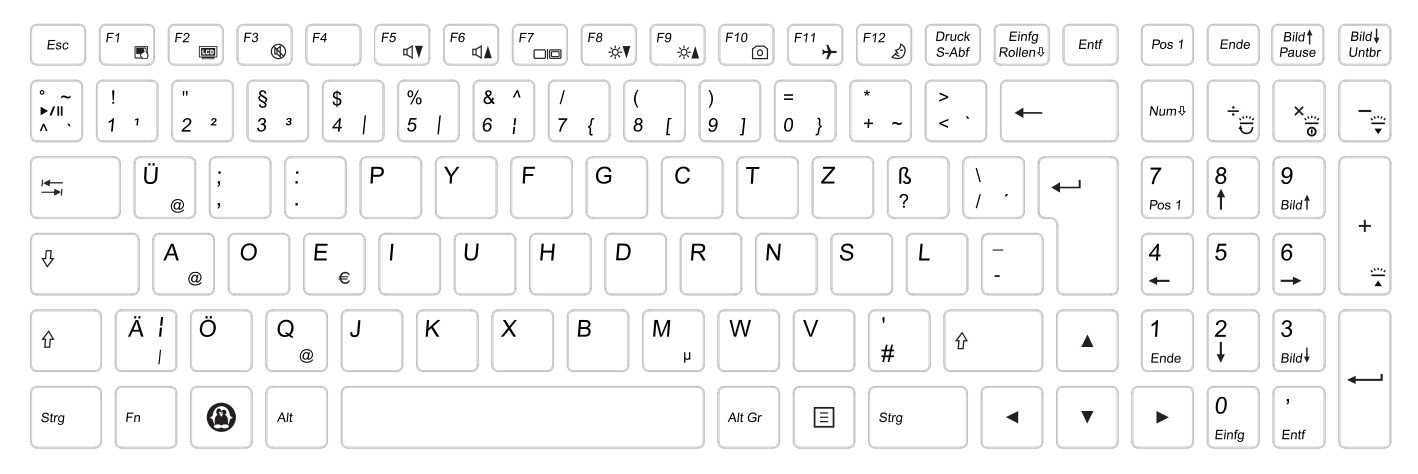 Esc F1 F2 LCD F3 F4 F5 F6 F7 F8 F9 F10 F11 F12 Druck S-Abf Einfg Rollen⇩ Entf Pos 1 Ende Bild↑ Pause Bild↓ Untbr
° ~ ! " § $ % & ^ / ( ) = * > ←
▶/II Num⇩ ÷ × −
^ ` 1 ¹ 2 ² 3 ³ 4 | 5 | 6 ¦ 7 { 8 [ 9 ] 0 } + ~ < `
Ü ; : P Y F G C T Z ß \ 7 8 9
@ , . ? / ´ Pos 1 ↑ Bild↑
+
A O E I U H D R N S L _ 4 5 6
@ € - ← →
Ä ¦ Ö Q J K X B M W V ' 1 2 3
| @ µ # Ende ↓ Bild↓
Strg Fn Alt Alt Gr Strg ◀ ▼ ▶ 0 ,
Einfg Entf